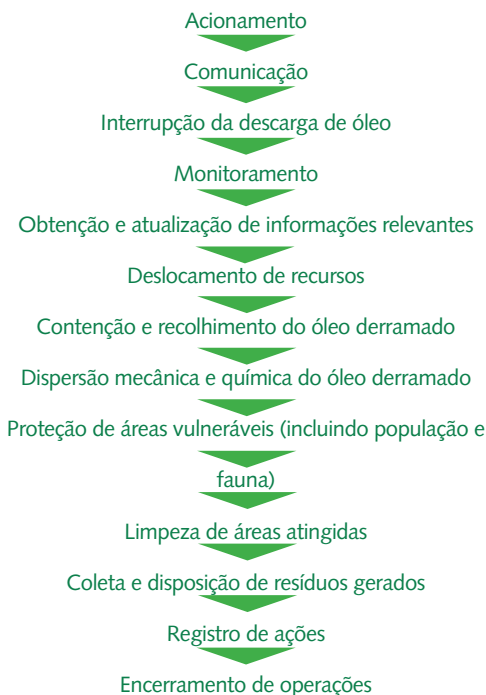 Acionamento
Comunicação
Interrupção da descarga de óleo
Monitoramento
Obtenção e atualização de informações relevantes
Deslocamento de recursos
Contenção e recolhimento do óleo derramado
Dispersão mecânica e química do óleo derramado
Proteção de áreas vulneráveis (incluindo população e
fauna)
Limpeza de áreas atingidas
Coleta e disposição de resíduos gerados
Registro de ações
Encerramento de operações